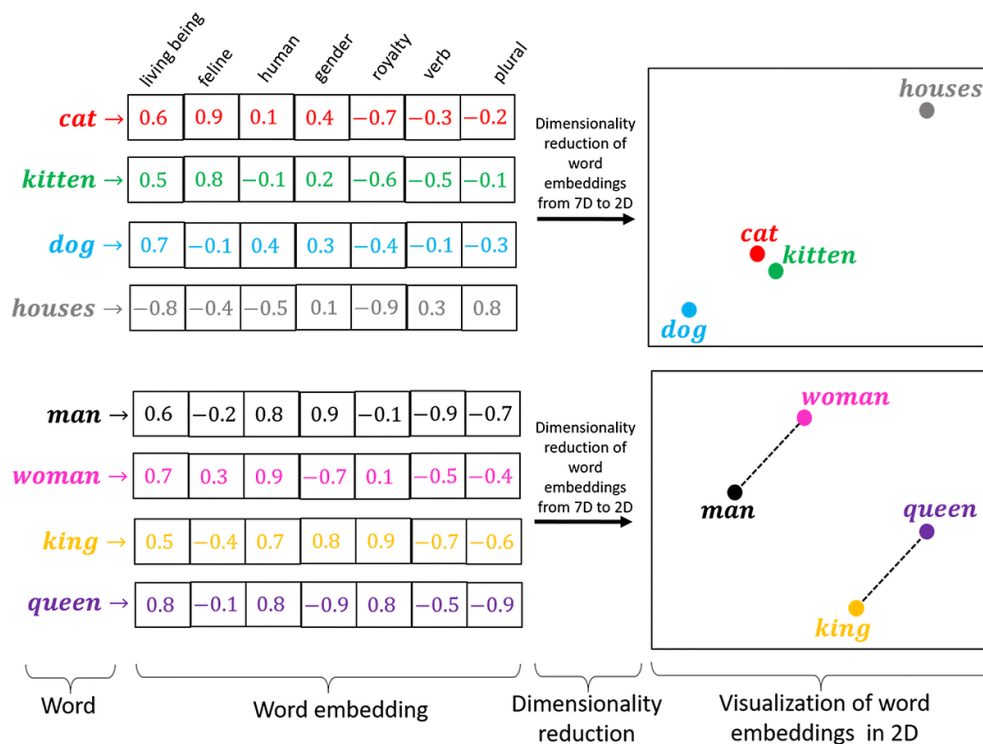 living being feline human gender royalty verb plural
cat → 0.6 0.9 0.1 0.4 −0.7 −0.3 −0.2
kitten → 0.5 0.8 −0.1 0.2 −0.6 −0.5 −0.1
dog → 0.7 −0.1 0.4 0.3 −0.4 −0.1 −0.3
houses → −0.8 −0.4 −0.5 0.1 −0.9 0.3 0.8
Dimensionality
reduction of
word
embeddings
from 7D to 2D
houses
cat
kitten
dog
man → 0.6 −0.2 0.8 0.9 −0.1 −0.9 −0.7
woman → 0.7 0.3 0.9 −0.7 0.1 −0.5 −0.4
king → 0.5 −0.4 0.7 0.8 0.9 −0.7 −0.6
queen → 0.8 −0.1 0.8 −0.9 0.8 −0.5 −0.9
Dimensionality
reduction of
word
embeddings
from 7D to 2D
woman
man
queen
king
Word
Word embedding
Dimensionality
reduction
Visualization of word
embeddings in 2D